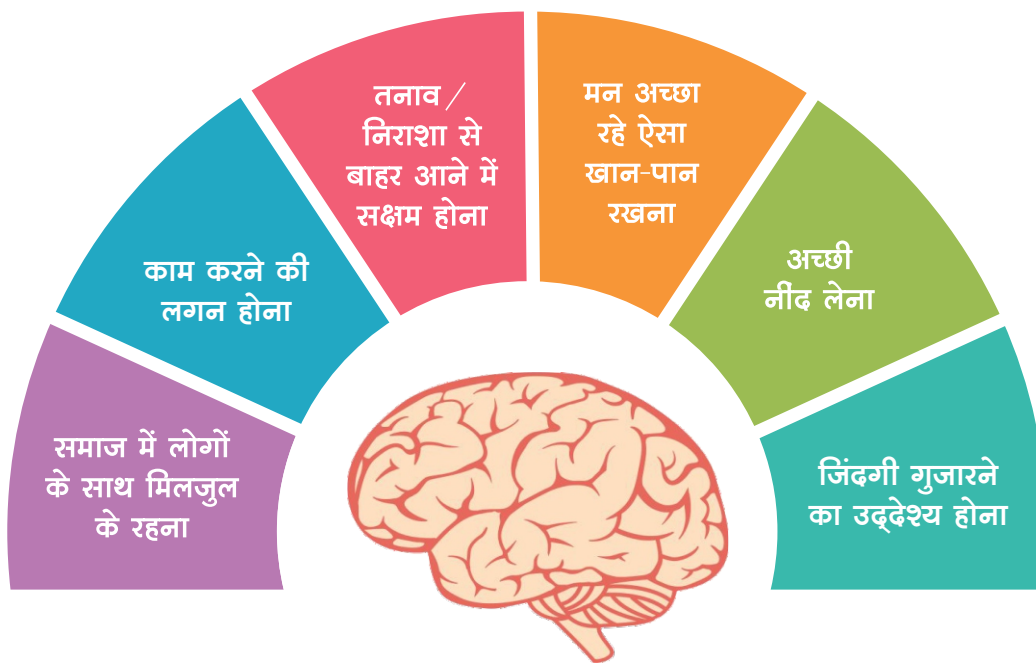 समाज में लोगों
के साथ मिलजुल
के रहना
काम करने की
लगन होना
तनाव /
निराशा से
बाहर आने में
सक्षम होना
मन अच्छा
रहे ऐसा
खान-पान
रखना
अच्छी
नींद लेना
जिंदगी गुजारने
का उद्देश्य होना